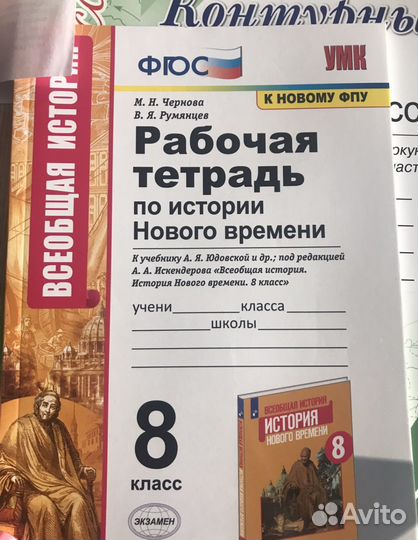 Контурны
ФГОС
УМК
К НОВОМУ ФПУ
М. Н. Чернова
В. Я. Румянцев
Рабочая
тетрадь
по истории
Нового времени
К учебнику А. Я. Юдовской и др.; под редакцией
А. А. Искендерова «Всеобщая история.
История Нового времени. 8 класс»
учени класса
школы
ВСЕОБЩАЯ ИСТОРИ
8
класс
ЭКЗАМЕН
ВСЕОБЩАЯ ИСТОРИЯ
ИСТОРИЯ
НОВОГО ВРЕМЕНИ
8
Avito